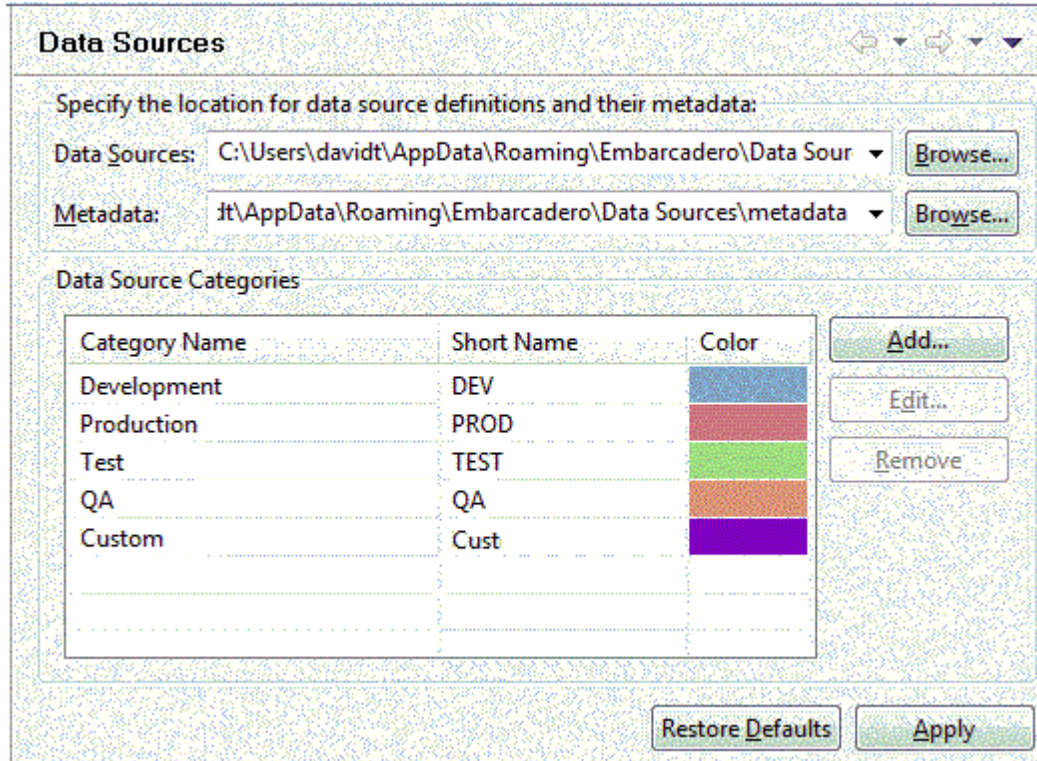 Data Sources
Specify the location for data source definitions and their metadata:
Data Sources: C:\Users\davidt\AppData\Roaming\Embarcadero\Data Sour Browse...
Metadata: dt\AppData\Roaming\Embarcadero\Data Sources\metadata Browse...
Data Source Categories
Category Name Short Name Color Add...
Development DEV
Edit...
Production PROD
Test TEST Remove
QA QA
Custom Cust
Restore Defaults Apply